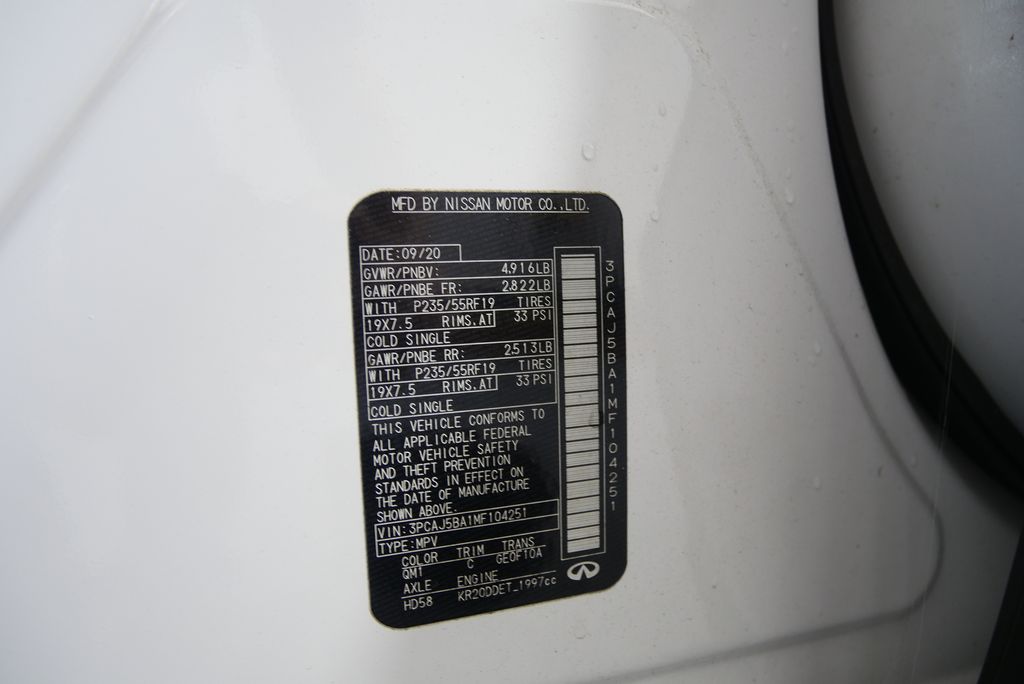 MFD BY NISSAN MOTOR CO.,LTD.
DATE:09/20
GVWR/PNBV: 4,916LB
GAWR/PNBE FR: 2,822LB
WITH P235/55RF19 TIRES
19X7.5 RIMS.AT 33 PSI
COLD SINGLE
GAWR/PNBE RR: 2,513LB
WITH P235/55RF19 TIRES
19X7.5 RIMS.AT 33 PSI
COLD SINGLE
THIS VEHICLE CONFORMS TO
ALL APPLICABLE FEDERAL
MOTOR VEHICLE SAFETY
AND THEFT PREVENTION
STANDARDS IN EFFECT ON
THE DATE OF MANUFACTURE
SHOWN ABOVE.
VIN:3PCAJ5BA1MF104251
TYPE:MPV
COLOR TRIM TRANS
QM1 C GE0F10A
AXLE ENGINE
HD58 KR20DDET_1997cc
3PCAJ5BA1MF104251